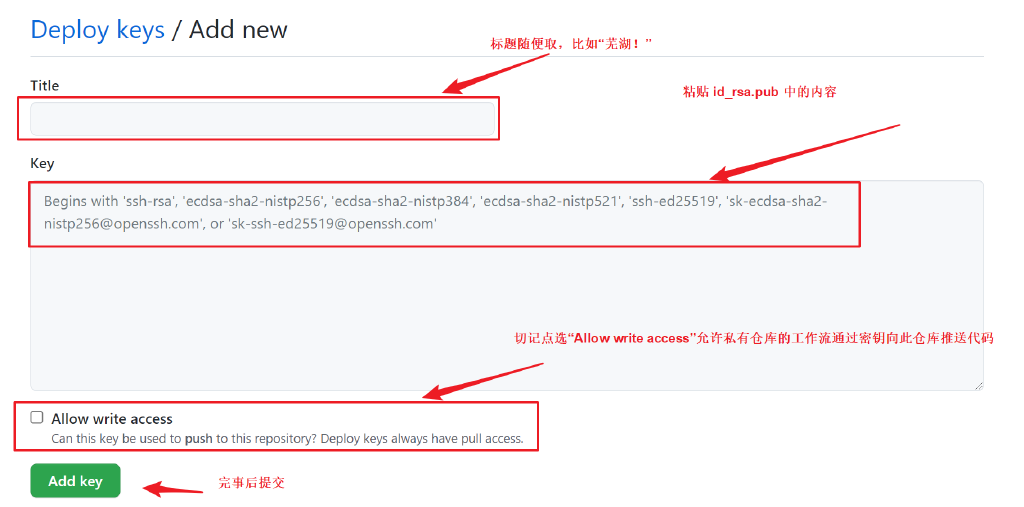 Deploy keys / Add new
标题随便取，比如“芜湖！”
Title
粘贴 id_rsa.pub 中的内容
Key
Begins with 'ssh-rsa', 'ecdsa-sha2-nistp256', 'ecdsa-sha2-nistp384', 'ecdsa-sha2-nistp521', 'ssh-ed25519', 'sk-ecdsa-sha2-
nistp256@openssh.com', or 'sk-ssh-ed25519@openssh.com'
切记点选“Allow write access”允许私有仓库的工作流通过密钥向此仓库推送代码
Allow write access
Can this key be used to push to this repository? Deploy keys always have pull access.
Add key
完事后提交